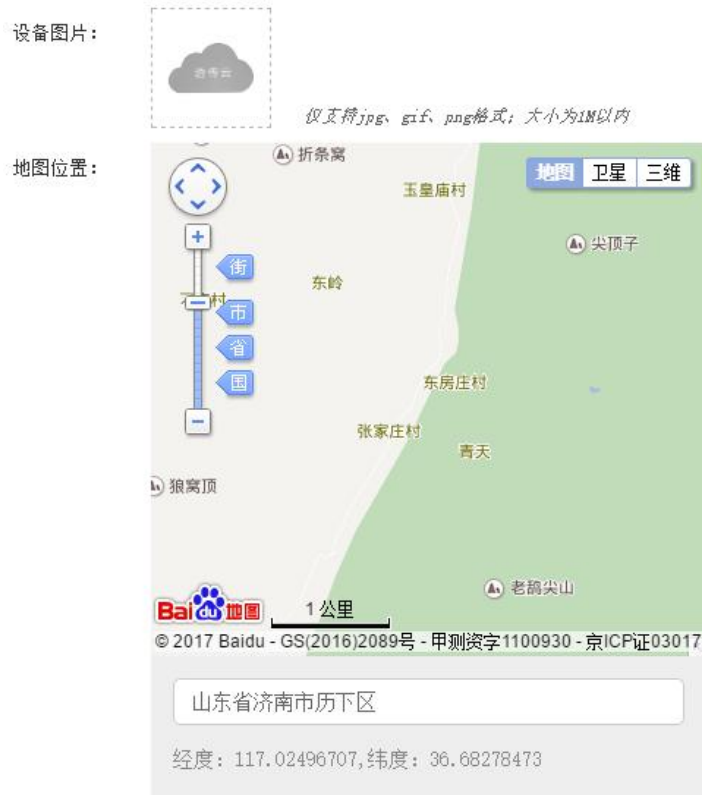 设备图片：
仅支持jpg、gif、png格式；大小为1M以内
地图位置：
折条窝
地图 卫星 三维
玉皇庙村
尖顶子
街
东岭
市
省
国
东房庄村
张家庄村
青天
狼窝顶
老鹊尖山
Bai du 地图
1 公里
© 2017 Baidu - GS(2016)2089号 - 甲测资字1100930 - 京ICP证03017
山东省济南市历下区
经度：117.02496707,纬度：36.68278473